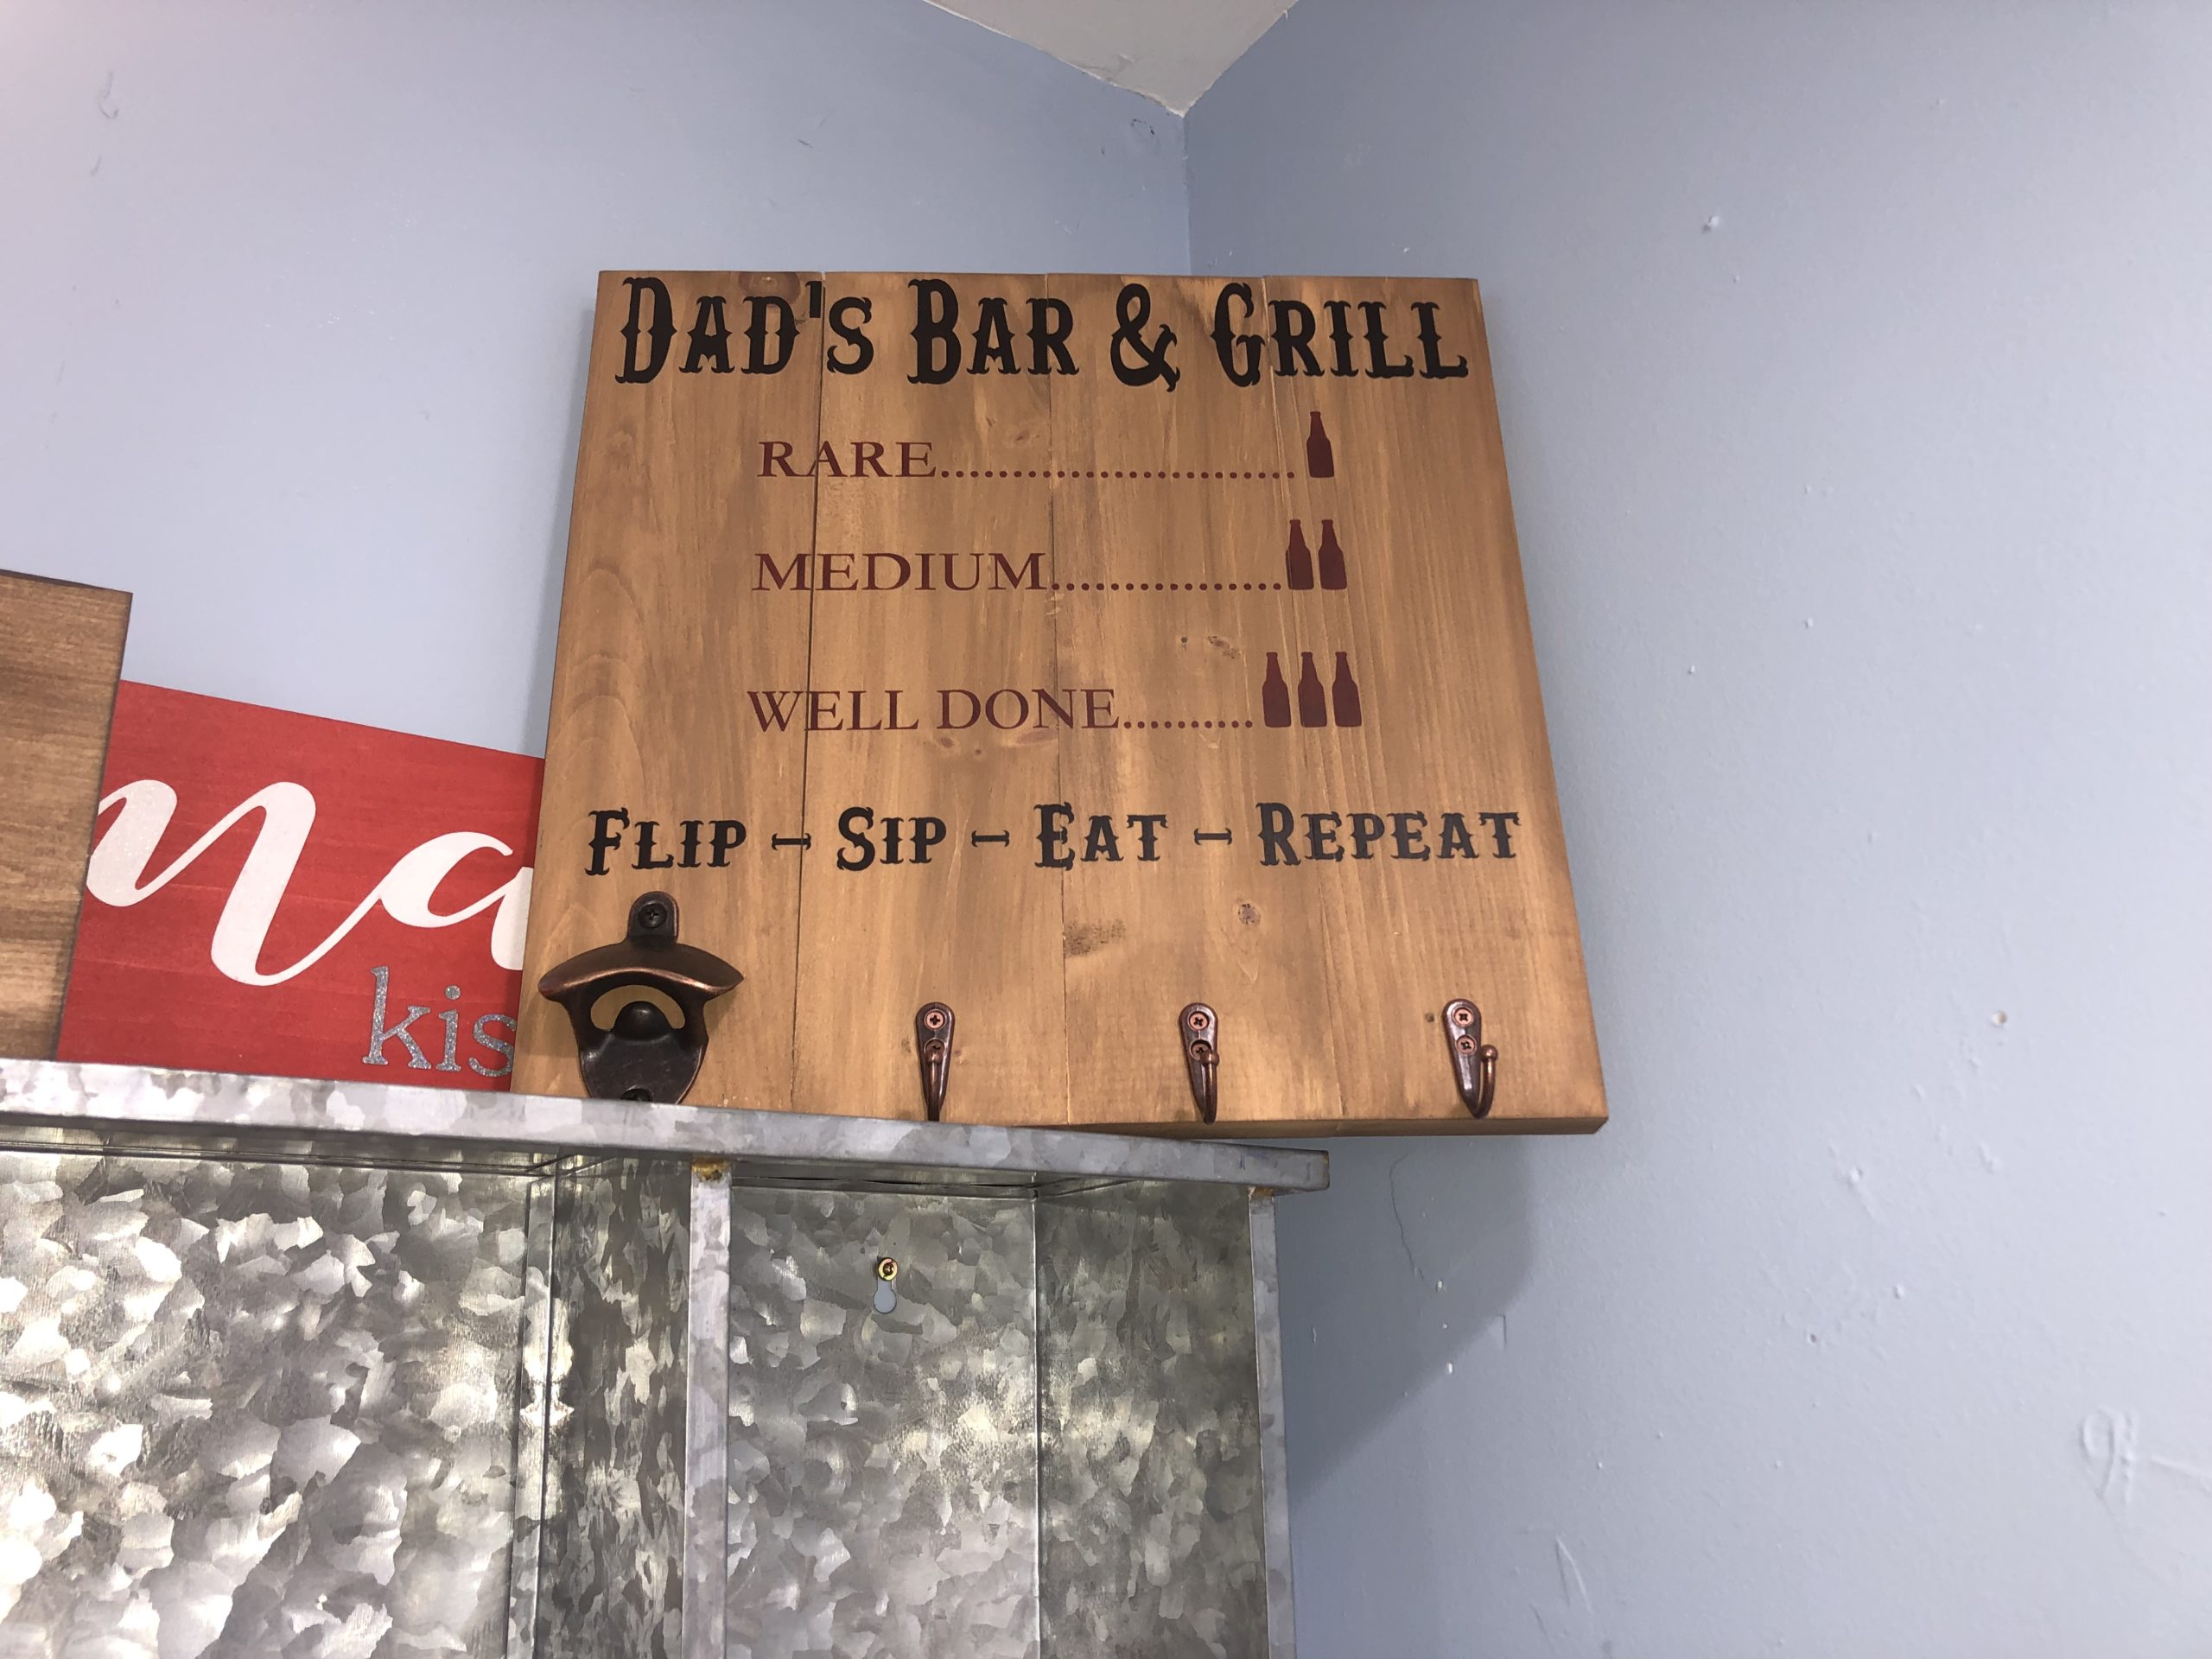 DAD'S BAR & GRILL
RARE.........................
MEDIUM................
WELL DONE..........
FLIP - SIP - EAT - REPEAT
kis